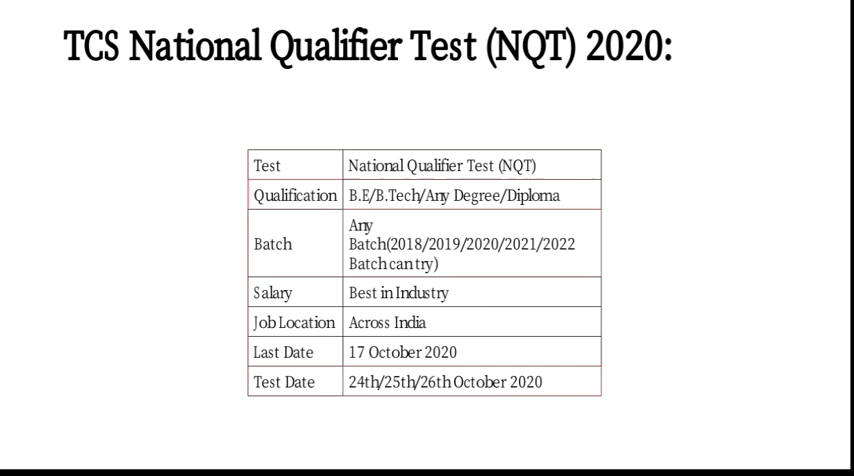 TCS National Qualifier Test (NQT) 2020:
Test National Qualifier Test (NQT)
Qualification B.E/B.Tech/Any Degree/Diploma
Batch Any
Batch(2018/2019/2020/2021/2022
Batch can try)
Salary Best in Industry
Job Location Across India
Last Date 17 October 2020
Test Date 24th/25th/26th October 2020